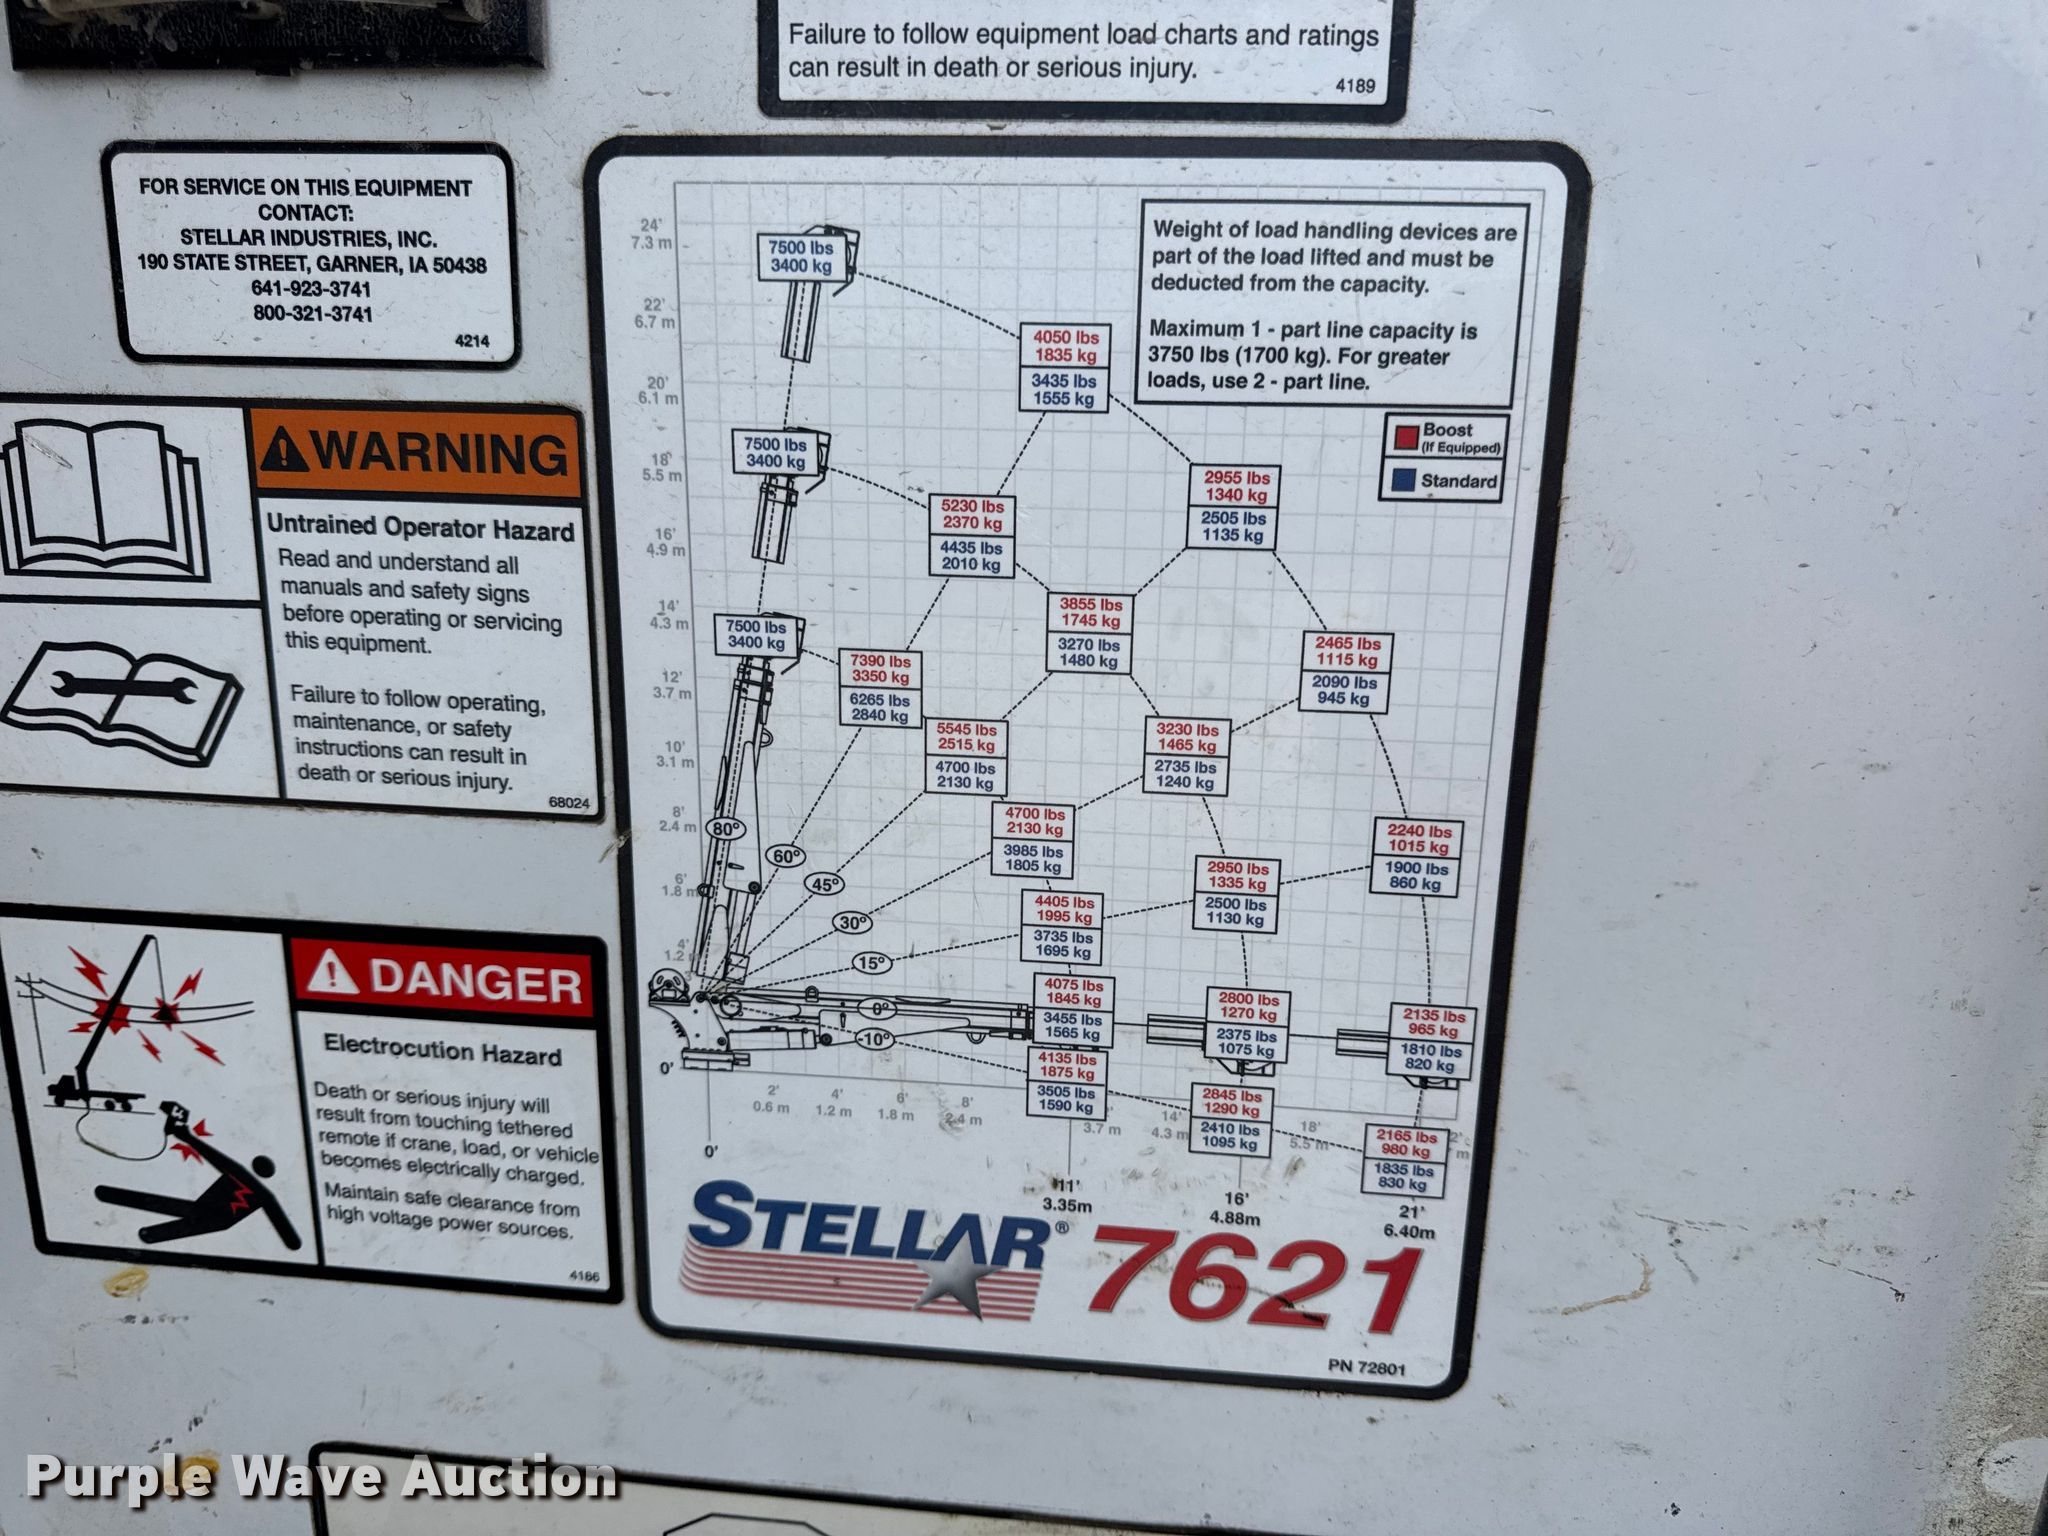 Failure to follow equipment load charts and ratings
can result in death or serious injury.
4189
FOR SERVICE ON THIS EQUIPMENT
CONTACT:
STELLAR INDUSTRIES, INC.
190 STATE STREET, GARNER, IA 50438
641-923-3741
800-321-3741
4214
WARNING
Untrained Operator Hazard
Read and understand all
manuals and safety signs
before operating or servicing
this equipment.
Failure to follow operating,
maintenance, or safety
instructions can result in
death or serious injury.
68024
DANGER
Electrocution Hazard
Death or serious injury will
result from touching tethered
remote if crane, load, or vehicle
becomes electrically charged.
Maintain safe clearance from
high voltage power sources.
4186
Weight of load handling devices are
part of the load lifted and must be
deducted from the capacity.
Maximum 1 - part line capacity is
3750 lbs (1700 kg). For greater
loads, use 2 - part line.
Boost
(If Equipped)
Standard
24'
7.3 m
22'
6.7 m
20'
6.1 m
18'
5.5 m
16'
4.9 m
14'
4.3 m
12'
3.7 m
10'
3.1 m
8'
2.4 m
6'
1.8 m
4'
1.2 m
0'
7500 lbs
3400 kg
4050 lbs
1835 kg
3435 lbs
1555 kg
7500 lbs
3400 kg
2955 lbs
1340 kg
2505 lbs
1135 kg
5230 lbs
2370 kg
4435 lbs
2010 kg
7500 lbs
3400 kg
3855 lbs
1745 kg
3270 lbs
1480 kg
2465 lbs
1115 kg
2090 lbs
945 kg
7390 lbs
3350 kg
6265 lbs
2840 kg
5545 lbs
2515 kg
4700 lbs
2130 kg
3230 lbs
1465 kg
2735 lbs
1240 kg
4700 lbs
2130 kg
3985 lbs
1805 kg
2240 lbs
1015 kg
1900 lbs
860 kg
2950 lbs
1335 kg
2500 lbs
1130 kg
4405 lbs
1995 kg
3735 lbs
1695 kg
4075 lbs
1845 kg
3455 lbs
1565 kg
2800 lbs
1270 kg
2375 lbs
1075 kg
2135 lbs
965 kg
1810 lbs
820 kg
4135 lbs
1875 kg
3505 lbs
1590 kg
2845 lbs
1290 kg
2410 lbs
1095 kg
2165 lbs
980 kg
1835 lbs
830 kg
80°
60°
45°
30°
15°
0°
-10°
0'
2'
0.6 m
4'
1.2 m
6'
1.8 m
8'
2.4 m
3.7 m
14'
4.3 m
18'
5.5 m
11'
3.35m
16'
4.88m
21'
6.40m
STELLAR® 7621
PN 72801
Purple Wave Auction